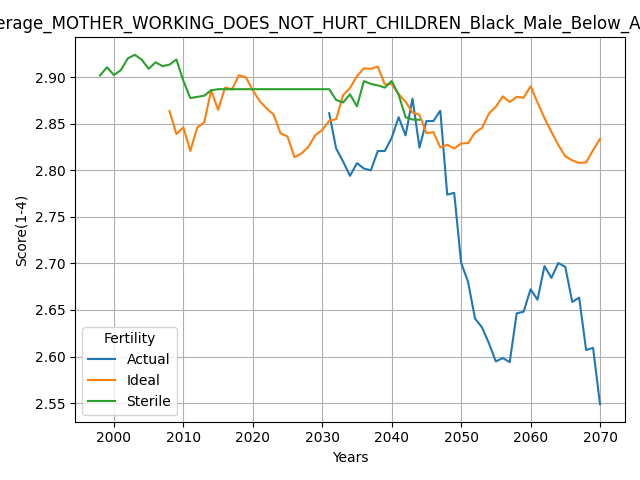 erage_MOTHER_WORKING_DOES_NOT_HURT_CHILDREN_Black_Male_Below_A
2.90
2.85
2.80
2.75
2.70
2.65
2.60
2.55
Score(1-4)
Fertility
Actual
Ideal
Sterile
2000 2010 2020 2030 2040 2050 2060 2070
Years